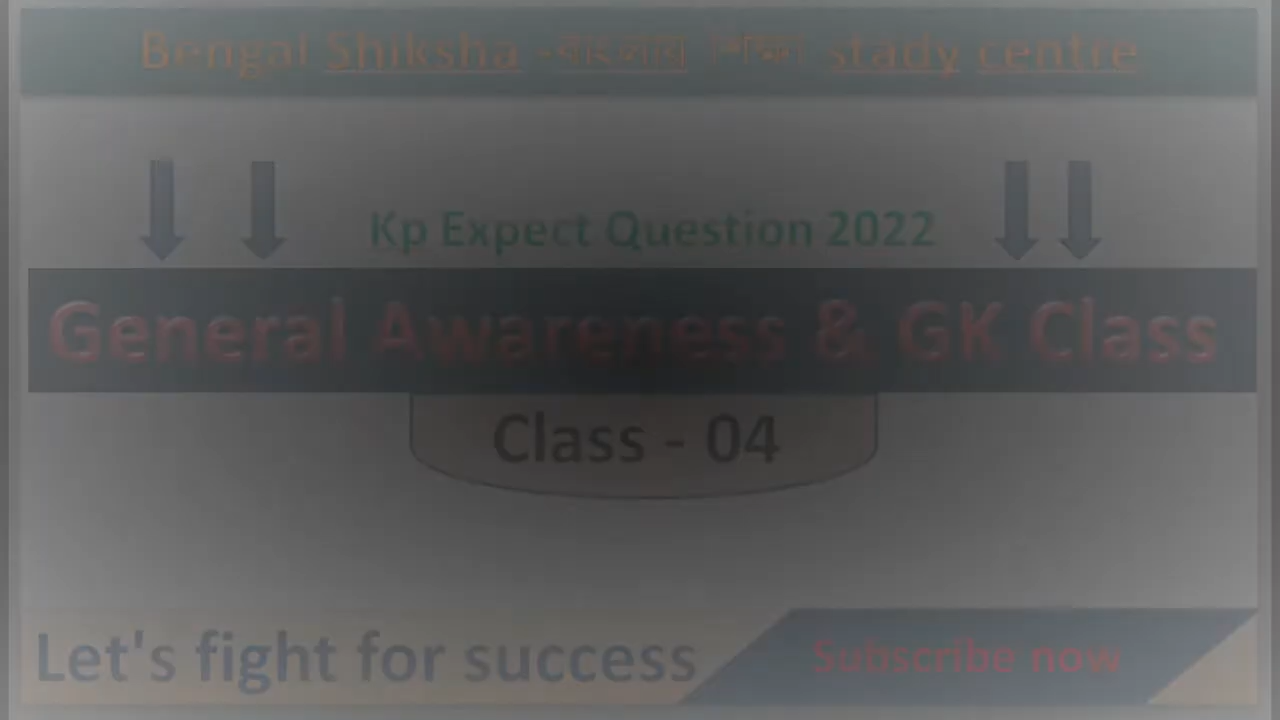 Bengal Shiksha -বাংলার শিক্ষা stady centre
Kp Expect Question 2022
General Awareness & GK Class
Class - 04
Let's fight for success
Subscribe now